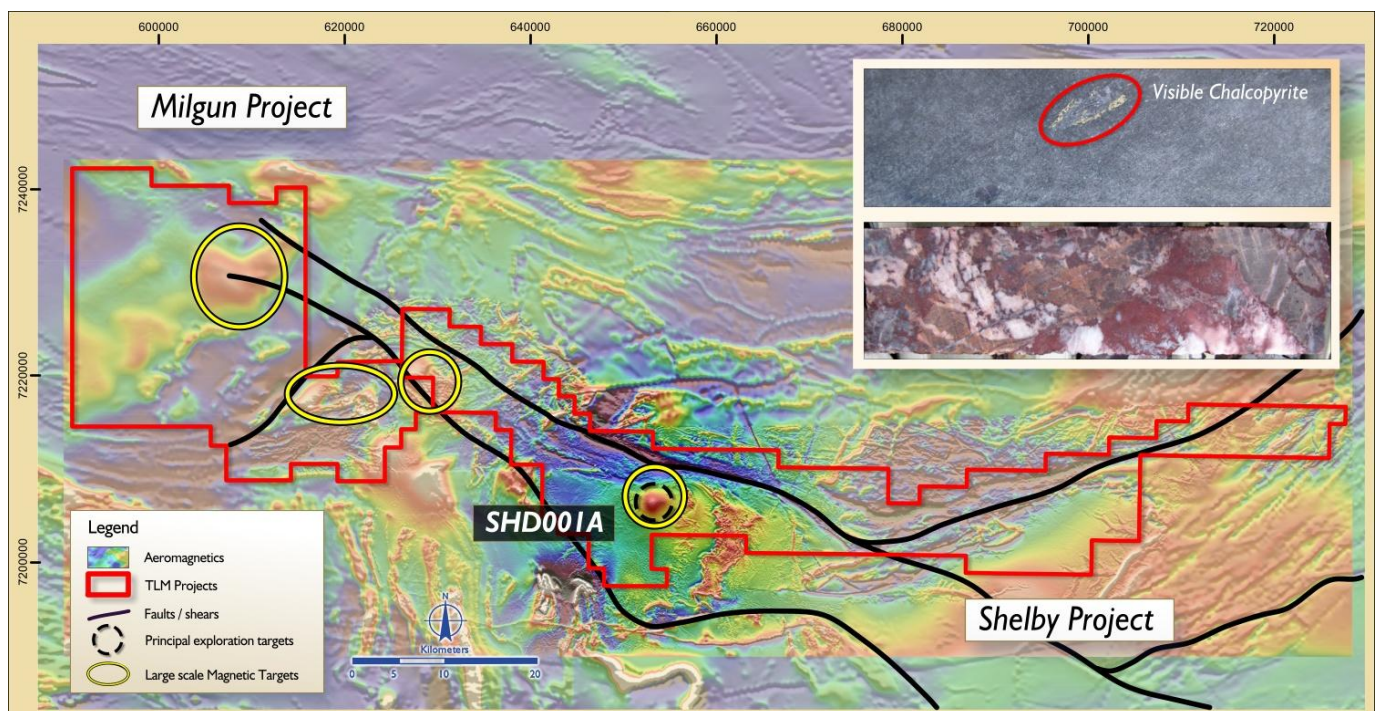 600000 620000 640000 660000 680000 700000 720000
Milgun Project
Visible Chalcopyrite
7240000
7220000
7200000
SHD001A
Shelby Project
Legend
Aeromagnetics
TLM Projects
Faults / shears
Principal exploration targets
Large scale Magnetic Targets
N
Kilometers
0 5 10 20